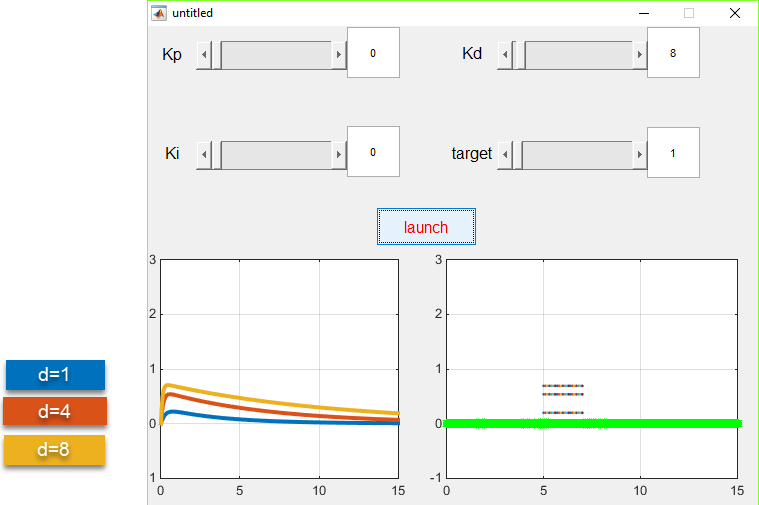 untitled
Kp 0 Kd 8
Ki 0 target 1
launch
3 3
2 2
1 1
0 0
1 -1
0 5 10 15 0 5 10 15
d=1
d=4
d=8